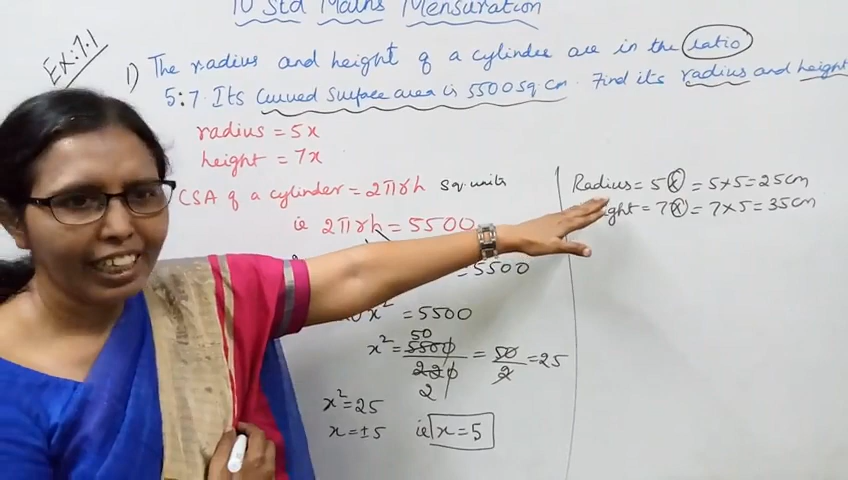 10 Std Maths Mensuration
Ex:7.1
1) The radius and height of a cylinder are in the ratio
5:7. Its curved surface area is 5500 sq cm. Find its radius and height
radius = 5x
height = 7x
CSA of a cylinder = 2πrh sq. units
ie 2πrh = 5500
= 5500
x² = 5500
x² = 5500/220 = 50/2 = 25
50
2
x² = 25
x = ±5 ie x = 5
Radius = 5x = 5×5 = 25cm
= 7x = 7×5 = 35cm